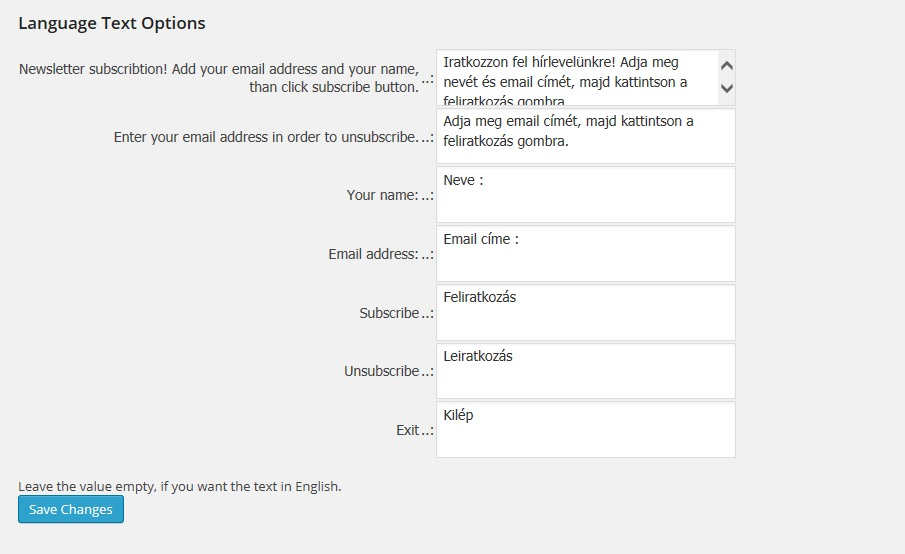 Language Text Options
Newsletter subscribtion! Add your email address and your name,
than click subscribe button. ..:
Iratkozzon fel hírlevelünkre! Adja meg
nevét és email címét, majd kattintson a
feliratkozás gombra.
Enter your email address in order to unsubscribe. ..:
Adja meg email címét, majd kattintson a
feliratkozás gombra.
Your name: ..:
Neve :
Email address: ..:
Email címe :
Subscribe ..:
Feliratkozás
Unsubscribe ..:
Leiratkozás
Exit ..:
Kilép
Leave the value empty, if you want the text in English.
Save Changes